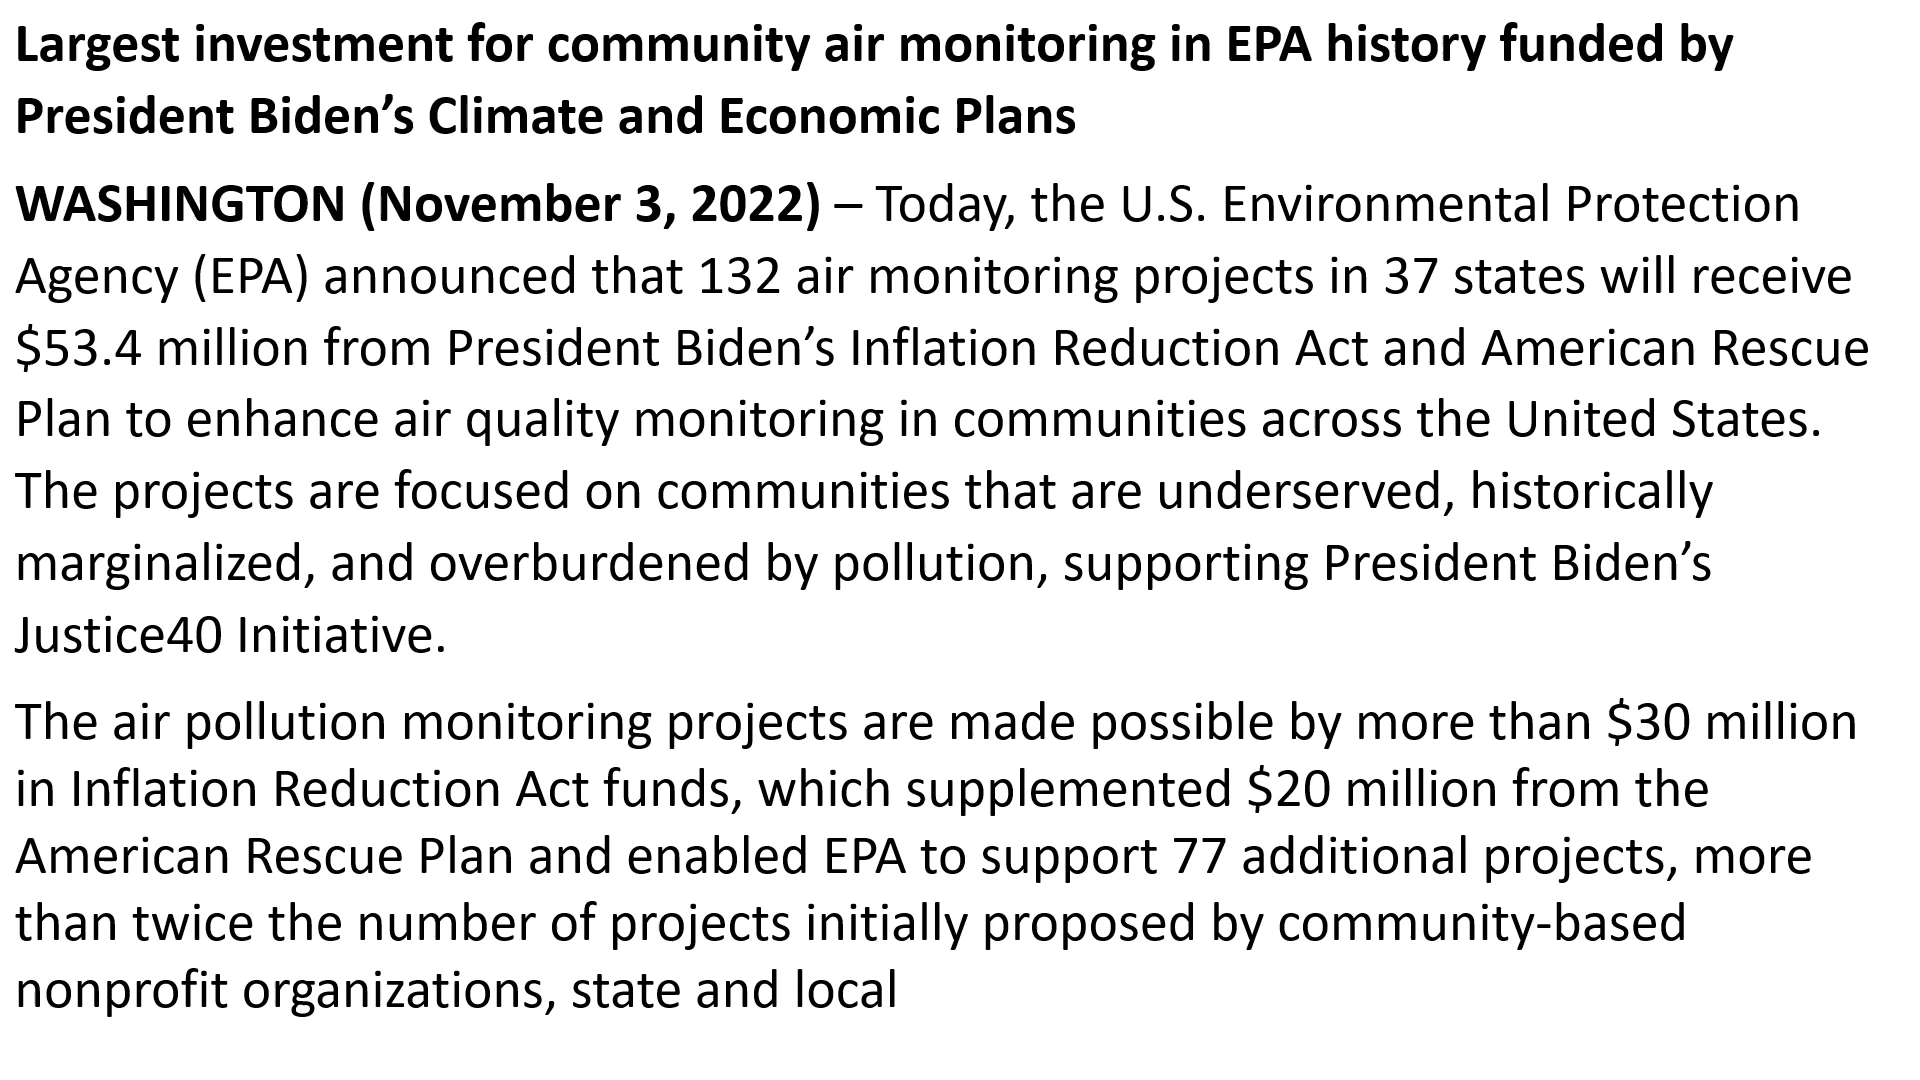 Largest investment for community air monitoring in EPA history funded by
President Biden’s Climate and Economic Plans
WASHINGTON (November 3, 2022) – Today, the U.S. Environmental Protection
Agency (EPA) announced that 132 air monitoring projects in 37 states will receive
$53.4 million from President Biden’s Inflation Reduction Act and American Rescue
Plan to enhance air quality monitoring in communities across the United States.
The projects are focused on communities that are underserved, historically
marginalized, and overburdened by pollution, supporting President Biden’s
Justice40 Initiative.
The air pollution monitoring projects are made possible by more than $30 million
in Inflation Reduction Act funds, which supplemented $20 million from the
American Rescue Plan and enabled EPA to support 77 additional projects, more
than twice the number of projects initially proposed by community-based
nonprofit organizations, state and local